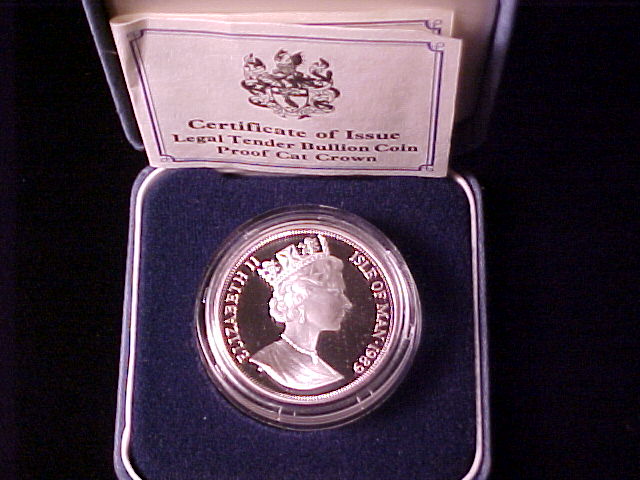 Certificate of Issue
Legal Tender Bullion Coin
Proof Cat Crown
ELIZABETH II
ISLE OF MAN · 1989